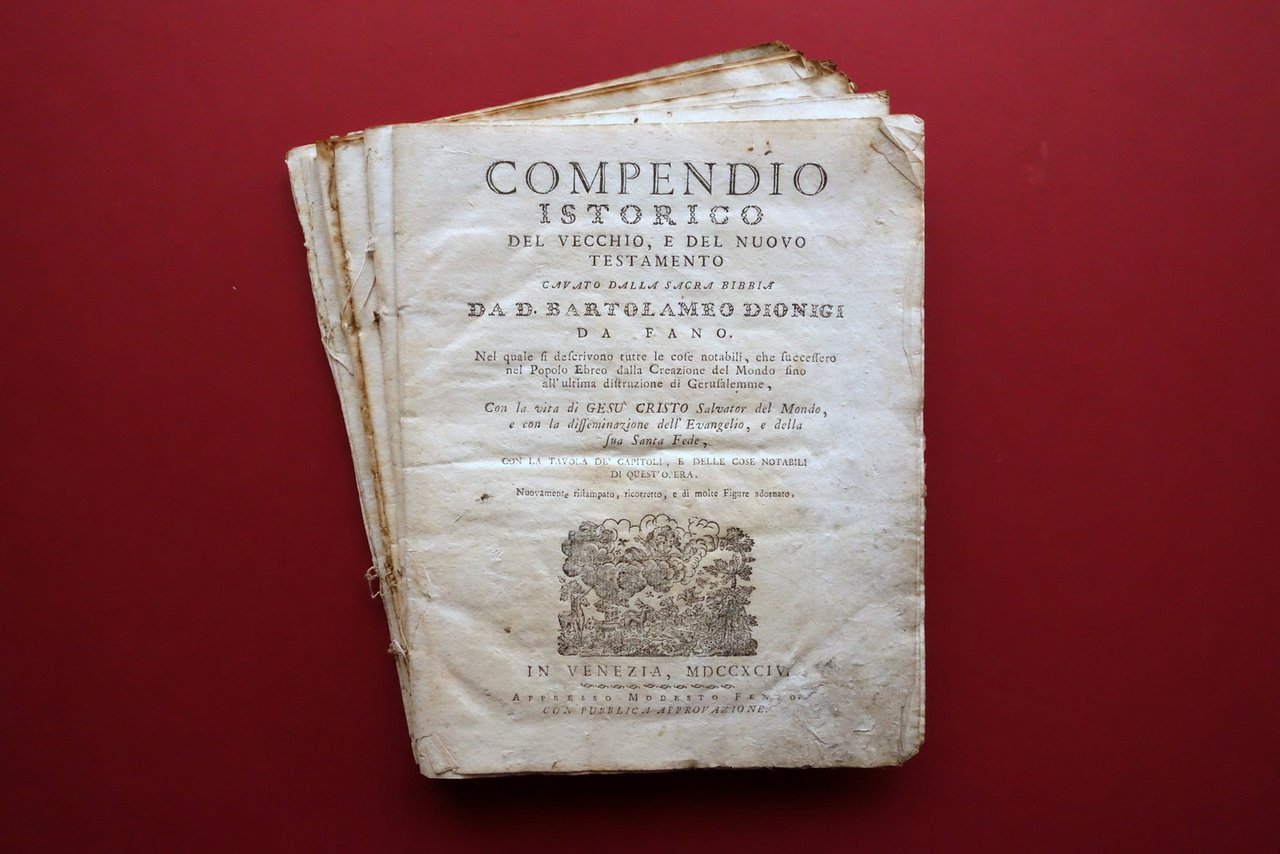 COMPENDIO
ISTORICO
DEL VECCHIO, E DEL NUOVO
TESTAMENTO
CAVATO DALLA SACRA BIBBIA
DA D. BARTOLAMEO DIONIGI
DA FANO.
Nel quale ſi deſcrivono tutte le coſe notabili, che ſucceſſero
nel Popolo Ebreo dalla Creazione del Mondo ſino
all'ultima diſtruzione di Geruſalemme,
Con la vita di GESU' CRISTO Salvator del Mondo,
e con la diſſeminazione dell' Evangelio, e della
ſua Santa Fede,
CON LA TAVOLA DE' CAPITOLI, E DELLE COSE NOTABILI
DI QUEST'OPERA.
Nuovamente riſtampato, ricorretto, e di molte Figure adornato.
IN VENEZIA, MDCCXCIV.
APPRESSO MODESTO FENZO.
CON PUBBLICA APPROVAZIONE.